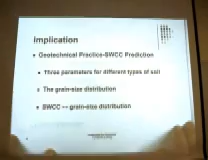 Implication
Geotechnical Practice-SWCC Prediction
Three parameters for different types of soil
The grain-size distribution
SWCC -- grain-size distribution